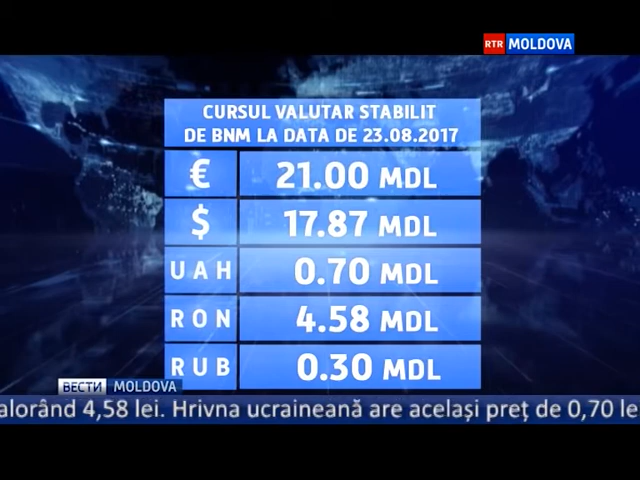 RTR MOLDOVA
CURSUL VALUTAR STABILIT
DE BNM LA DATA DE 23.08.2017
€ 21.00 MDL
$ 17.87 MDL
UAH 0.70 MDL
RON 4.58 MDL
RUB 0.30 MDL
ВЕСТИ MOLDOVA
alorând 4,58 lei. Hrivna ucraineană are același preț de 0,70 le